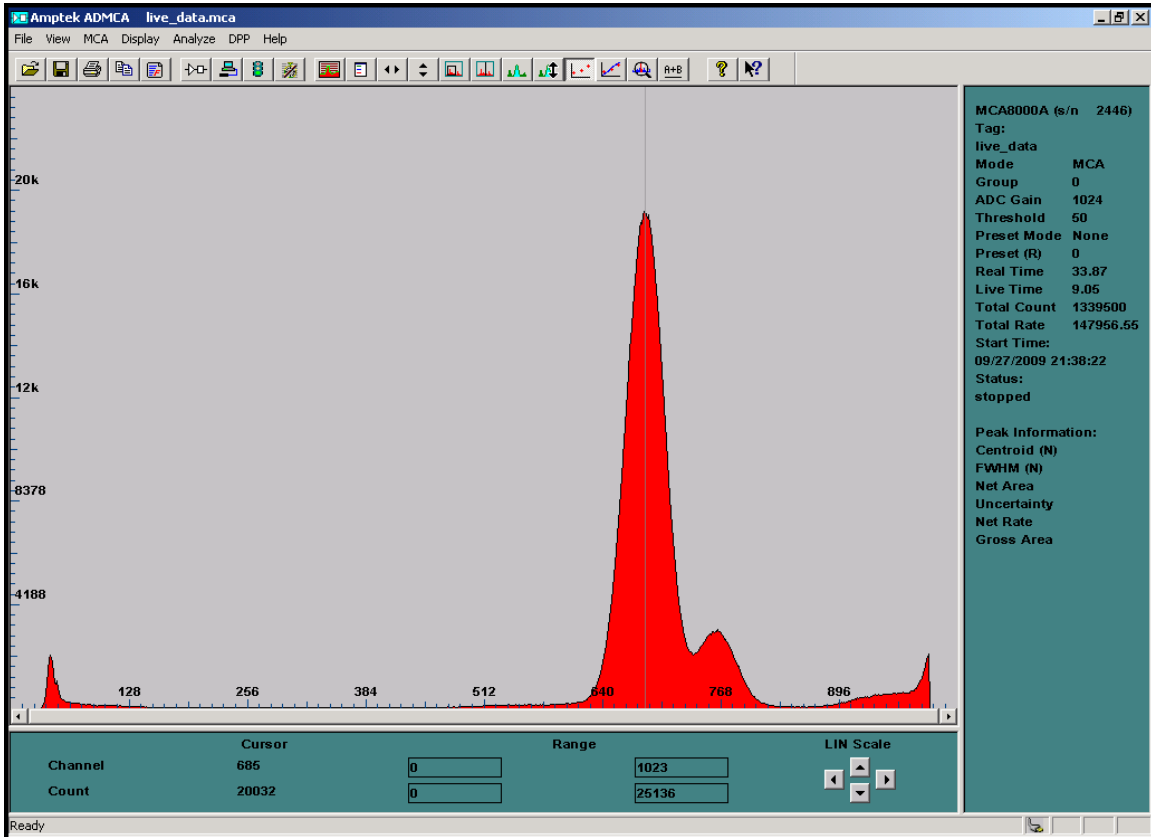 Amptek ADMCA live_data.mca
File View MCA Display Analyze DPP Help
A+B
MCA8000A (s/n 2446)
Tag:
live_data
Mode MCA
Group 0
ADC Gain 1024
Threshold 50
Preset Mode None
Preset (R) 0
Real Time 33.87
Live Time 9.05
Total Count 1339500
Total Rate 147956.55
Start Time:
09/27/2009 21:38:22
Status:
stopped
Peak Information:
Centroid (N)
FWHM (N)
Net Area
Uncertainty
Net Rate
Gross Area
20k
16k
12k
8378
4188
128 256 384 512 640 768 896
Cursor Range LIN Scale
Channel 685 0 1023
Count 20032 0 25136
Ready